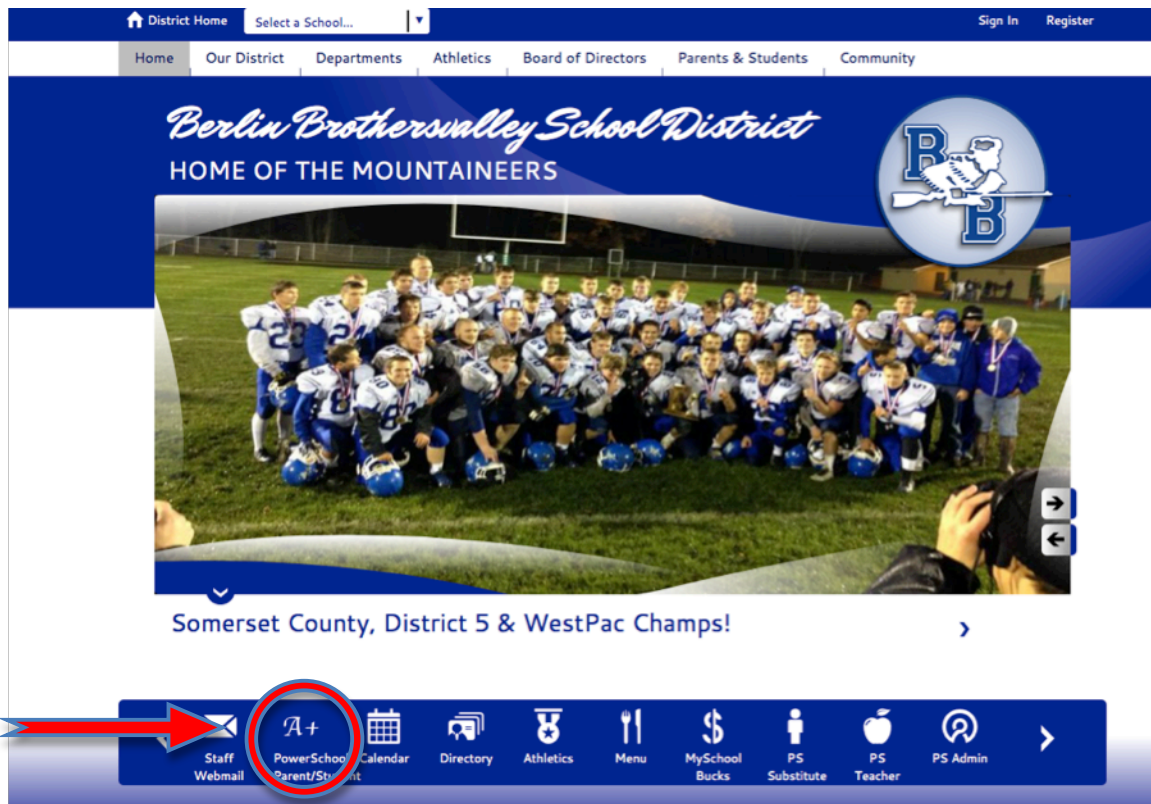 District Home Select a School... Sign In Register
Home Our District Departments Athletics Board of Directors Parents & Students Community
Berlin Brothersvalley School District
HOME OF THE MOUNTAINEERS
B
B
Somerset County, District 5 & WestPac Champs!
A+
$
Staff Webmail
PowerSchool Parent/Student
Calendar
Directory
Athletics
Menu
MySchool Bucks
PS Substitute
PS Teacher
PS Admin